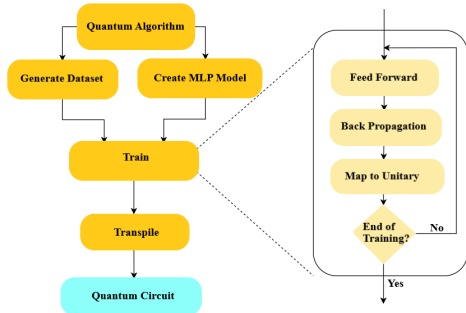 Quantum Algorithm
Generate Dataset
Create MLP Model
Train
Transpile
Quantum Circuit
Feed Forward
Back Propagation
Map to Unitary
End of
Training?
No
Yes